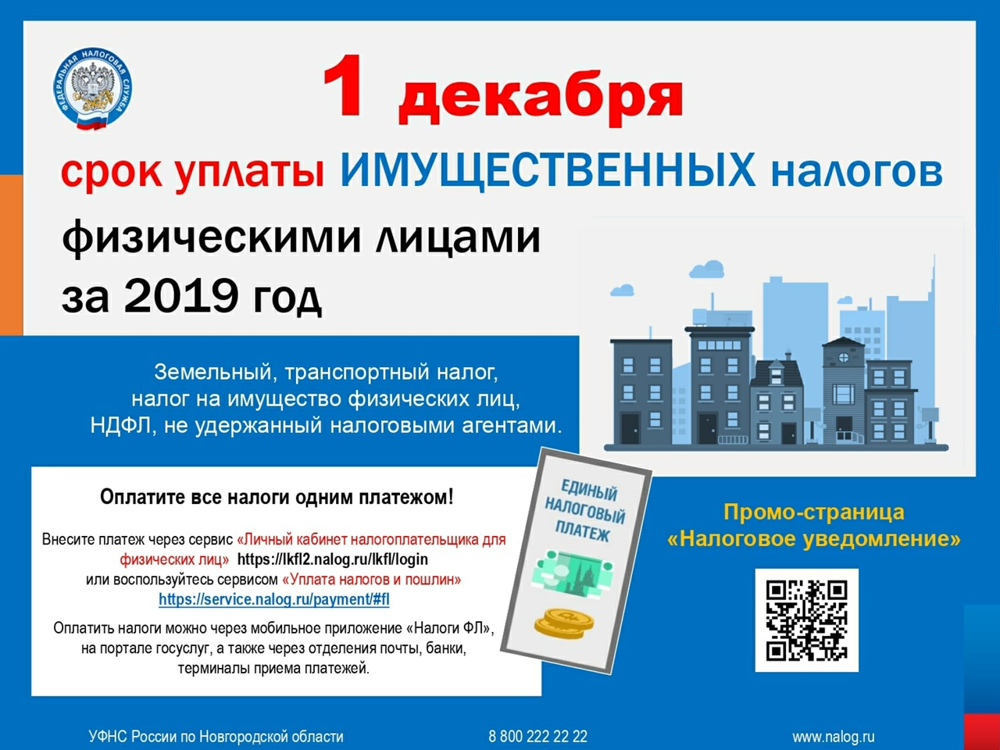 ФЕДЕРАЛЬНАЯ НАЛОГОВАЯ СЛУЖБА
1 декабря
срок уплаты ИМУЩЕСТВЕННЫХ налогов
физическими лицами
за 2019 год
Земельный, транспортный налог,
налог на имущество физических лиц,
НДФЛ, не удержанный налоговыми агентами.
Оплатите все налоги одним платежом!
Внесите платеж через сервис «Личный кабинет налогоплательщика для
физических лиц» https://lkfl2.nalog.ru/lkfl/login
или воспользуйтесь сервисом «Уплата налогов и пошлин»
https://service.nalog.ru/payment/#fl
Оплатить налоги можно через мобильное приложение «Налоги ФЛ»,
на портале госуслуг, а также через отделения почты, банки,
терминалы приема платежей.
ЕДИНЫЙ
НАЛОГОВЫЙ
ПЛАТЕЖ
Промо-страница
«Налоговое уведомление»
УФНС России по Новгородской области
8 800 222 22 22
www.nalog.ru